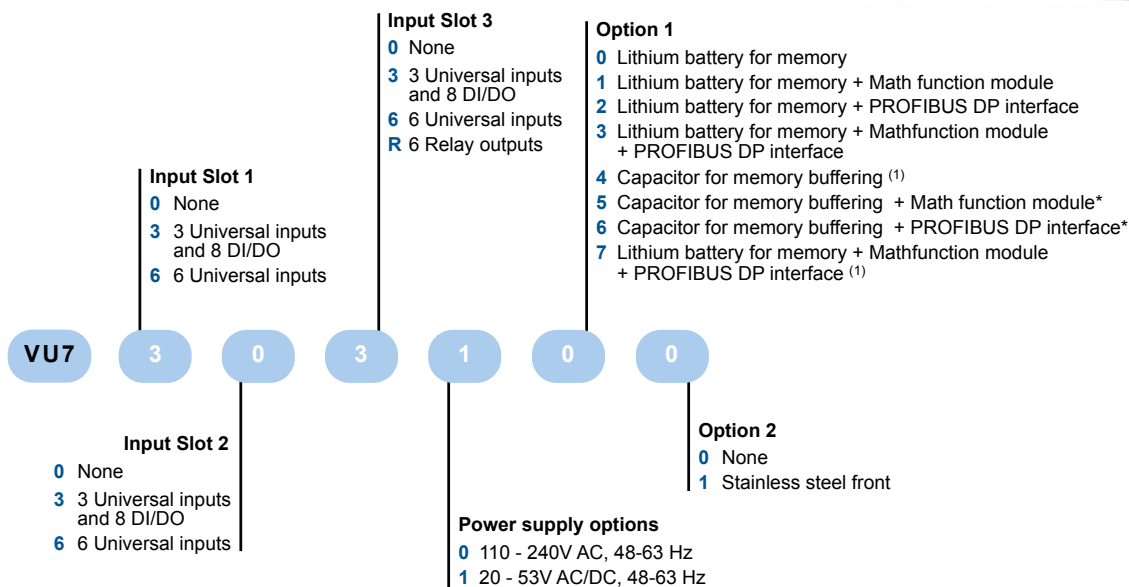 Input Slot 3
0 None
3 3 Universal inputs
and 8 DI/DO
6 6 Universal inputs
R 6 Relay outputs
Option 1
0 Lithium battery for memory
1 Lithium battery for memory + Math function module
2 Lithium battery for memory + PROFIBUS DP interface
3 Lithium battery for memory + Mathfunction module
+ PROFIBUS DP interface
4 Capacitor for memory buffering (1)
5 Capacitor for memory buffering + Math function module*
6 Capacitor for memory buffering + PROFIBUS DP interface*
7 Lithium battery for memory + Mathfunction module
+ PROFIBUS DP interface (1)
Input Slot 1
0 None
3 3 Universal inputs
and 8 DI/DO
6 6 Universal inputs
VU7 3 0 3 1 0 0
Input Slot 2
0 None
3 3 Universal inputs
and 8 DI/DO
6 6 Universal inputs
Option 2
0 None
1 Stainless steel front
Power supply options
0 110 - 240V AC, 48-63 Hz
1 20 - 53V AC/DC, 48-63 Hz